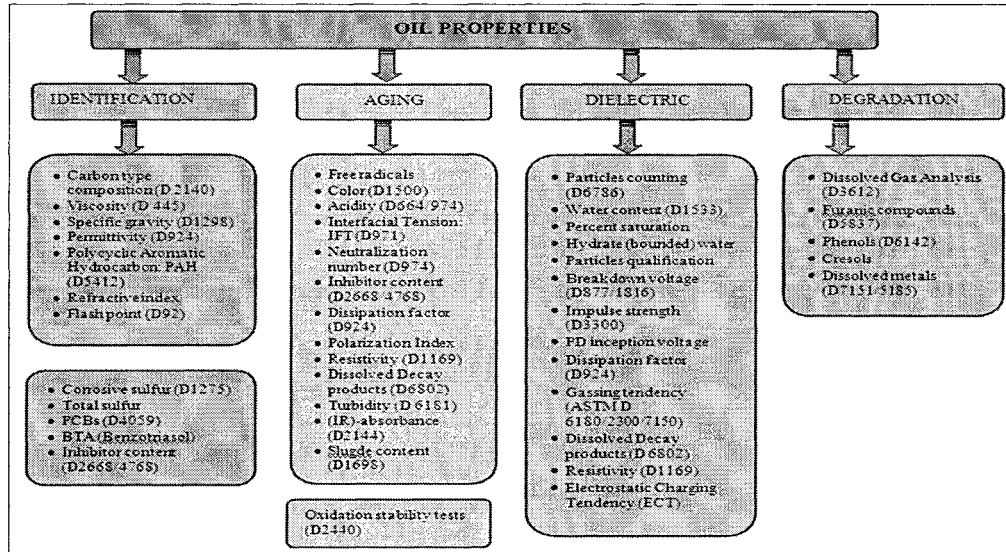 OIL PROPERTIES
IDENTIFICATION
• Carbon type
composition (D 2140)
• Viscosity (D 445)
• Specific gravity (D1298)
• Permittivity (D924)
• Polycyclic Aromatic
Hydrocarbon: PAH
(D5412)
• Refractive index
• Flash point (D92)
• Corrosive sulfur (D1275)
• Total sulfur
• PCBs (D4059)
• BTA (Benzotriasol)
• Inhibitor content
(D2668/4768)
AGING
• Free radicals
• Color (D1500)
• Acidity (D664/974)
• Interfacial Tension:
IFT (D971)
• Neutralization
number (D974)
• Inhibitor content
(D2668/4768)
• Dissipation factor
(D924)
• Polarization Index
• Resistivity (D1169)
• Dissolved Decay
products (D6802)
• Turbidity (D 6181)
• (IR)-absorbance
(D2144)
• Slugde content
(D1698)
Oxidation stability tests
(D2440)
DIELECTRIC
• Particles counting
(D6786)
• Water content (D1533)
• Percent saturation
• Hydrate (bounded) water
• Particles qualification
• Breakdown voltage
(D877/1816)
• Impulse strength
(D3300)
• PD inception voltage
• Dissipation factor
(D924)
• Gassing tendency
(ASTM D
6180/2300/7150)
• Dissolved Decay
products (D 6802)
• Resistivity (D1169)
• Electrostatic Charging
Tendency (ECT)
DEGRADATION
• Dissolved Gas Analysis
(D3612)
• Furanic compounds
(D5837)
• Phenols (D6142)
• Cresols
• Dissolved metals
(D7151/5185)